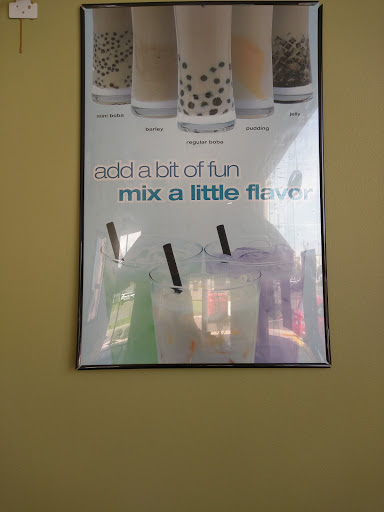 mini boba
barley
regular boba
pudding
jelly
add a bit of fun
mix a little flavor